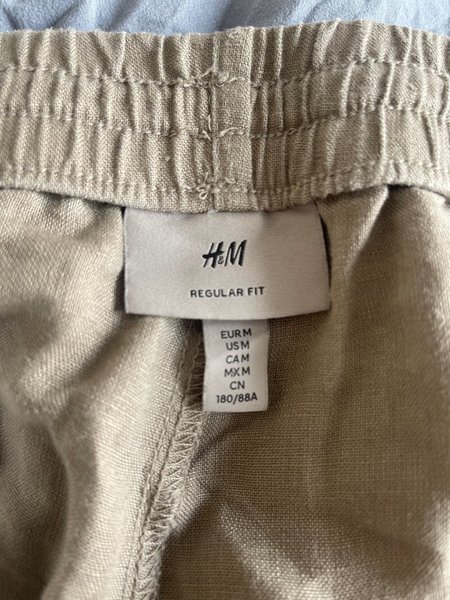 H&M
REGULAR FIT
EUR M
US M
CA M
MX M
CN
180/88A